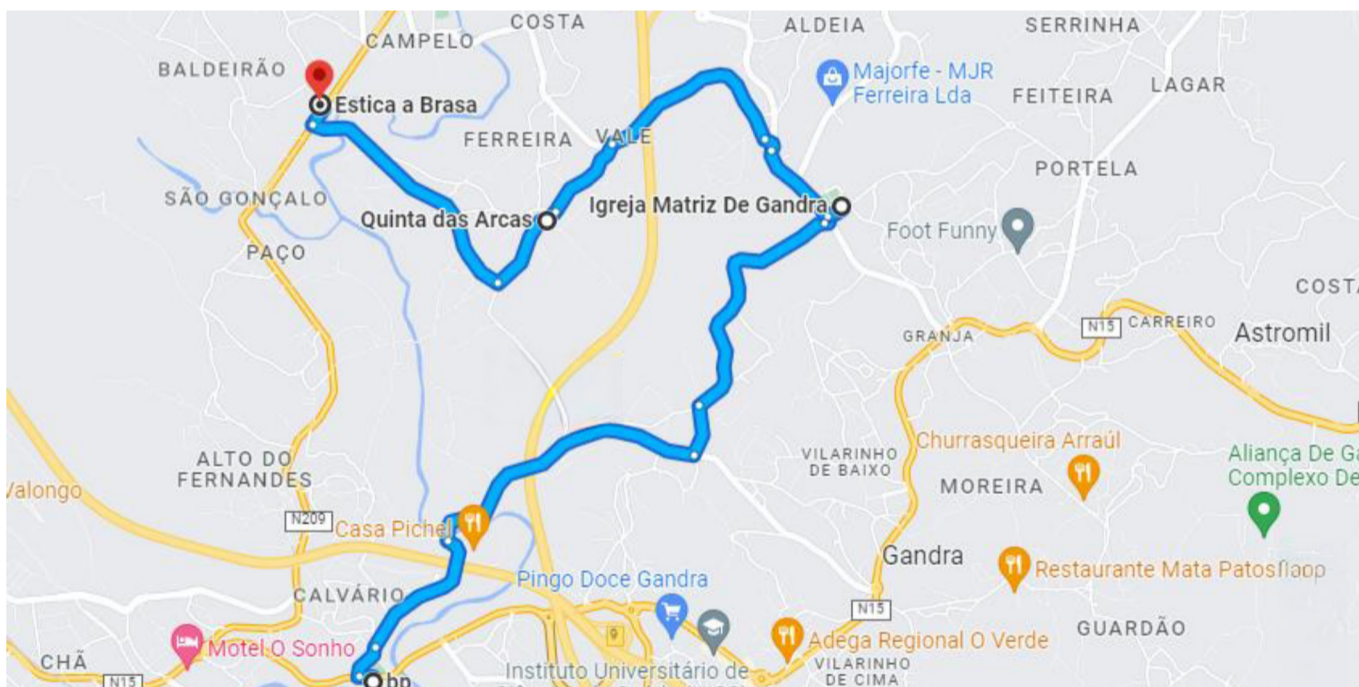 COSTA
ALDEIA
SERRINHA
CAMPELO
BALDEIRÃO
Majorfe - MJR
Ferreira Lda
LAGAR
FEITEIRA
Estica a Brasa
FERREIRA
VALE
PORTELA
SÃO GONÇALO
Igreja Matriz De Gandra
Quinta das Arcas
Foot Funny
PAÇO
COSTA
N15
CARREIRO
GRANJA
Astromil
Churrasqueira Arraúl
VILARINHO
DE BAIXO
ALTO DO
FERNANDES
Aliança De Ga
Complexo De
MOREIRA
Valongo
N209
Casa Pichel
Gandra
Restaurante Mata Patos
Pingo Doce Gandra
CALVÁRIO
N15
GUARDÃO
9
Motel O Sonho
Adega Regional O Verde
CHÃ
Instituto Universitário de
VILARINHO
DE CIMA
bp
N15